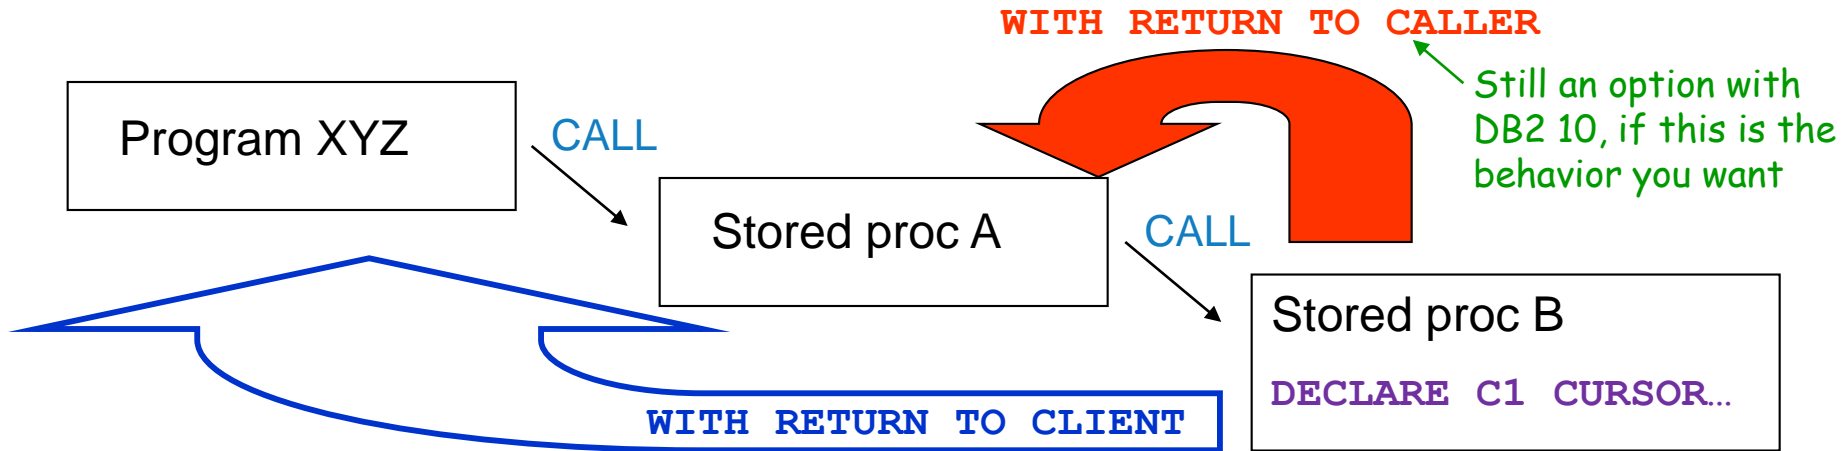 WITH RETURN TO CALLER
Still an option with
DB2 10, if this is the
behavior you want
Program XYZ
CALL
Stored proc A
CALL
Stored proc B
DECLARE C1 CURSOR…
WITH RETURN TO CLIENT